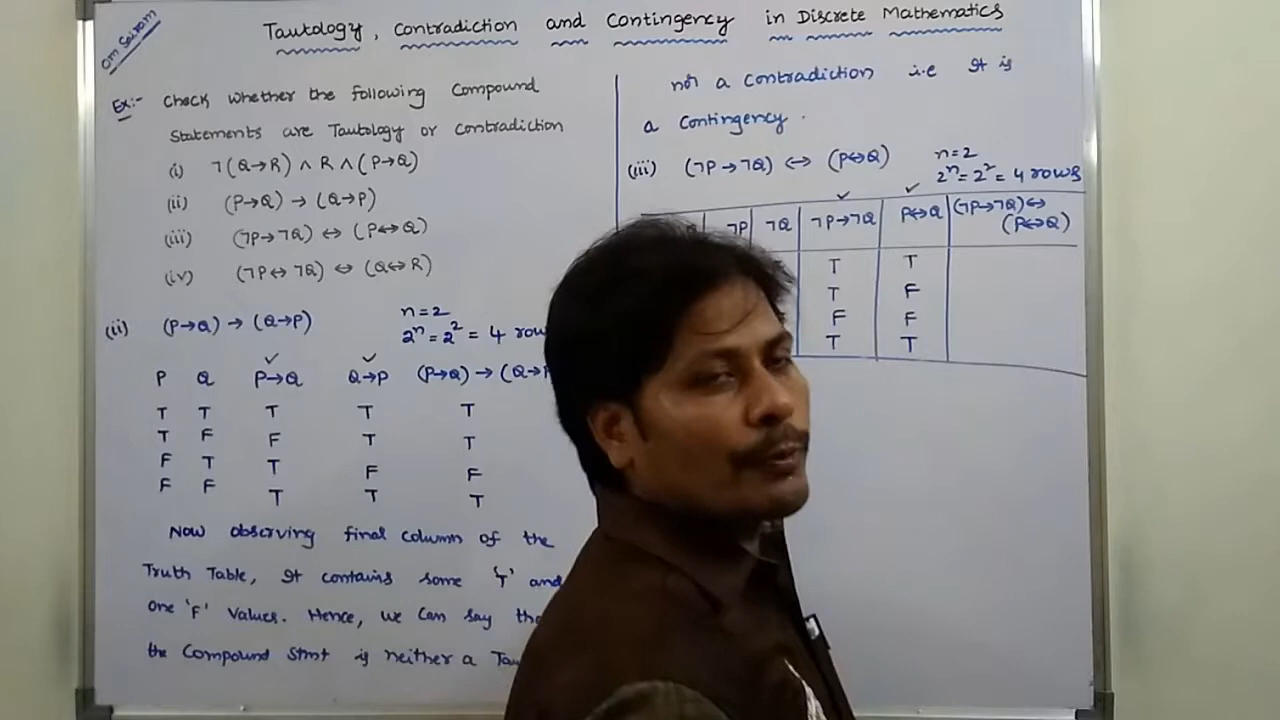 Om Sairam
Tautology, Contradiction and Contingency in Discrete Mathematics
Ex:- Check whether the following Compound
Statements are Tautology or Contradiction
(i) ¬(Q→R) ∧ R ∧ (P→Q)
(ii) (P→Q) → (Q→P)
(iii) (¬P→¬Q) ↔ (P↔Q)
(iv) (¬P↔¬Q) ↔ (Q↔R)
(ii) (P→Q) → (Q→P) n=2
2ⁿ = 2² = 4 row
✓ ✓
P Q P→Q Q→P (P→Q) → (Q→P
T T T T T
T F F T T
F T T F F
F F T T T
Now observing final column of the
Truth Table, It contains some 'T' and
one 'F' values. Hence, we can say
the Compound Stmt is neither a
nor a Contradiction i.e It is
a Contingency.
(iii) (¬P→¬Q) ↔ (P↔Q) n=2
2ⁿ = 2² = 4 rows
✓ ✓
¬P ¬Q ¬P→¬Q P↔Q (¬P→¬Q)↔
(P↔Q)
T T
T F
F F
T T